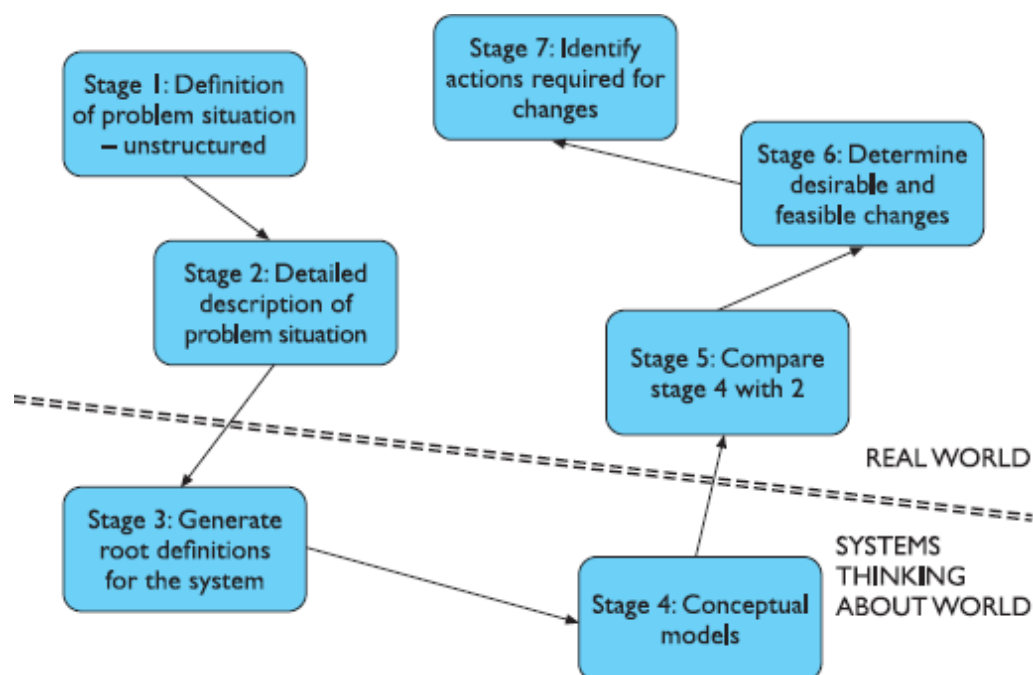 Stage 1: Definition
of problem situation
– unstructured
Stage 2: Detailed
description of
problem situation
Stage 3: Generate
root definitions
for the system
Stage 4: Conceptual
models
Stage 5: Compare
stage 4 with 2
Stage 6: Determine
desirable and
feasible changes
Stage 7: Identify
actions required for
changes
REAL WORLD
SYSTEMS
THINKING
ABOUT WORLD